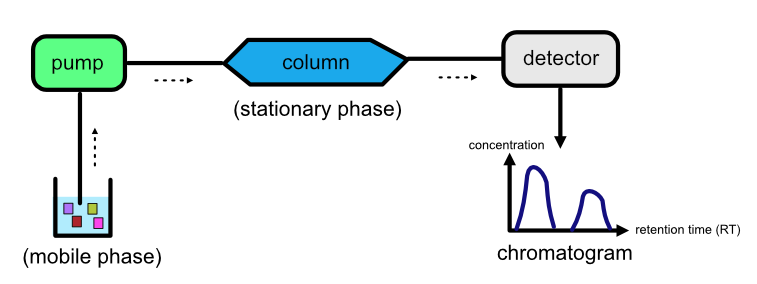 pump
column
detector
(stationary phase)
(mobile phase)
concentration
retention time (RT)
chromatogram